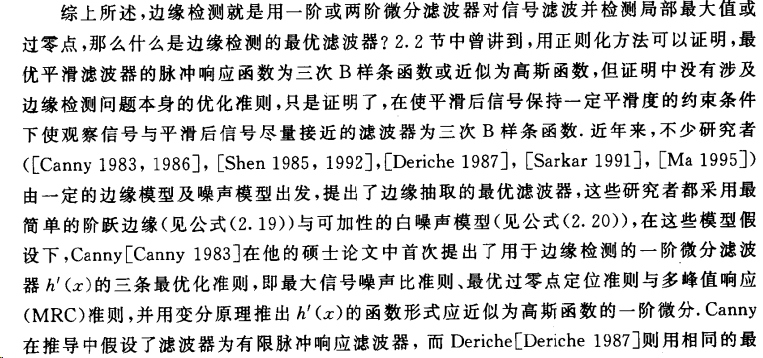 综上所述,边缘检测就是用一阶或两阶微分滤波器对信号滤波并检测局部最大值或
过零点,那么什么是边缘检测的最优滤波器?2.2节中曾讲到,用正则化方法可以证明,最
优平滑滤波器的脉冲响应函数为三次B样条函数或近似为高斯函数,但证明中没有涉及
边缘检测问题本身的优化准则,只是证明了,在使平滑后信号保持一定平滑度的约束条件
下使观察信号与平滑后信号尽量接近的滤波器为三次B样条函数.近年来,不少研究者
([Canny 1983, 1986], [Shen 1985, 1992],[Deriche 1987], [Sarkar 1991], [Ma 1995])
由一定的边缘模型及噪声模型出发,提出了边缘抽取的最优滤波器,这些研究者都采用最
简单的阶跃边缘(见公式(2.19))与可加性的白噪声模型(见公式(2.20)),在这些模型假
设下,Canny[Canny 1983]在他的硕士论文中首次提出了用于边缘检测的一阶微分滤波
器h′(x)的三条最优化准则,即最大信号噪声比准则、最优过零点定位准则与多峰值响应
(MRC)准则,并用变分原理推出h′(x)的函数形式应近似为高斯函数的一阶微分.Canny
在推导中假设了滤波器为有限脉冲响应滤波器，而Deriche[Deriche 1987]则用相同的最